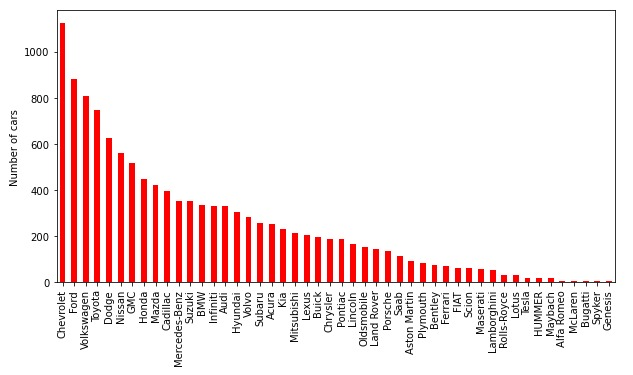 Number of cars
1000
800
600
400
200
0
Chevrolet
Ford
Volkswagen
Toyota
Dodge
Nissan
GMC
Honda
Mazda
Cadillac
Mercedes-Benz
Suzuki
BMW
Infiniti
Audi
Hyundai
Volvo
Subaru
Acura
Kia
Mitsubishi
Lexus
Buick
Chrysler
Pontiac
Lincoln
Oldsmobile
Land Rover
Porsche
Saab
Aston Martin
Plymouth
Bentley
Ferrari
FIAT
Scion
Maserati
Lamborghini
Rolls-Royce
Lotus
Tesla
HUMMER
Maybach
Alfa Romeo
McLaren
Bugatti
Spyker
Genesis